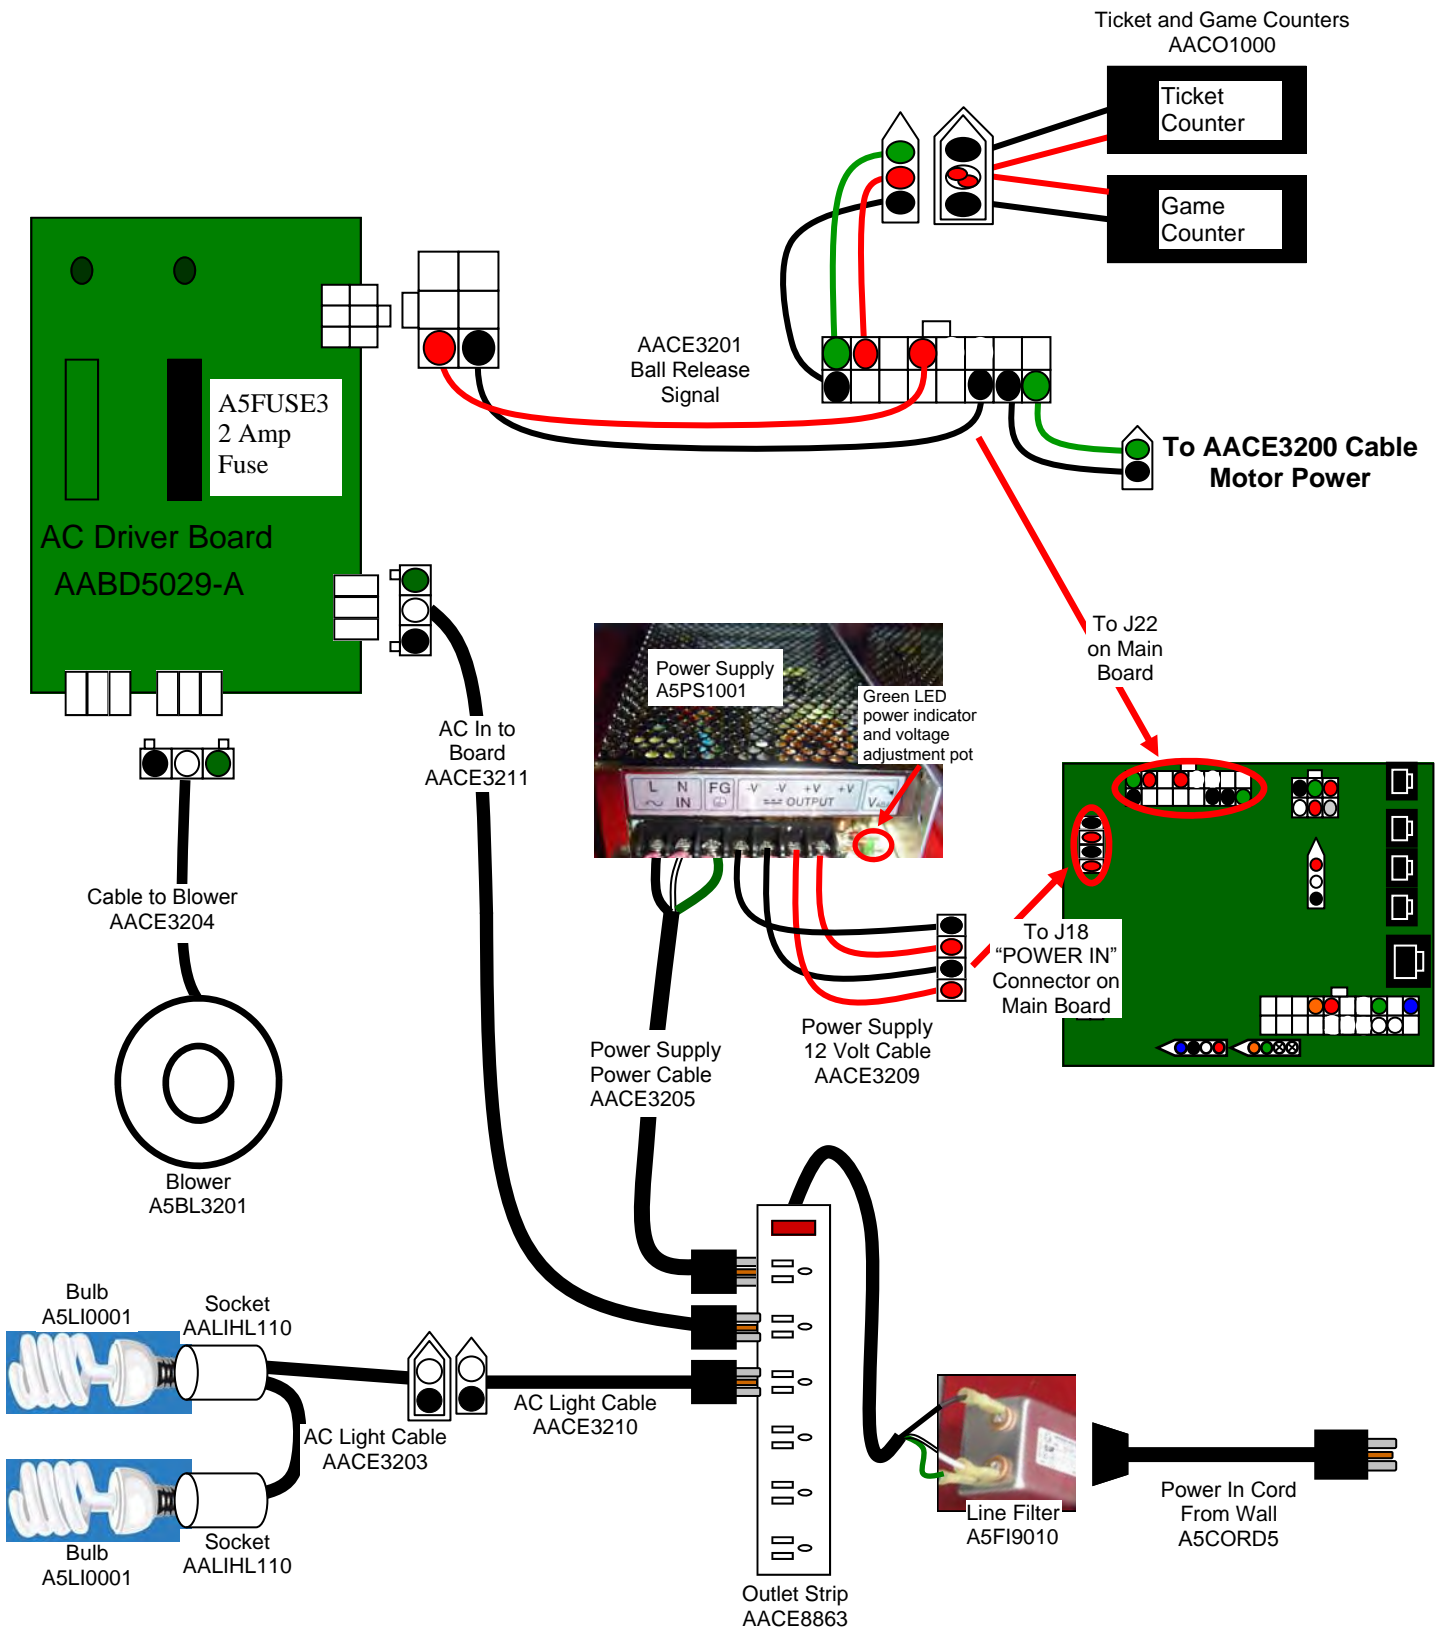 Ticket and Game Counters
AACO1000
Ticket
Counter
Game
Counter
AACE3201
Ball Release
Signal
A5FUSE3
2 Amp
Fuse
To AACE3200 Cable
Motor Power
AC Driver Board
AABD5029-A
To J22
on Main
Board
Power Supply
A5PS1001
Green LED
power indicator
and voltage
adjustment pot
L N FG -V -V +V +V
IN OUTPUT
AC In to
Board
AACE3211
Cable to Blower
AACE3204
To J18
“POWER IN”
Connector on
Main Board
Power Supply
12 Volt Cable
AACE3209
Power Supply
Power Cable
AACE3205
Blower
A5BL3201
Bulb
A5LI0001
Socket
AALIHL110
AC Light Cable
AACE3210
AC Light Cable
AACE3203
Power In Cord
From Wall
A5CORD5
Line Filter
A5FI9010
Socket
AALIHL110
Bulb
A5LI0001
Outlet Strip
AACE8863